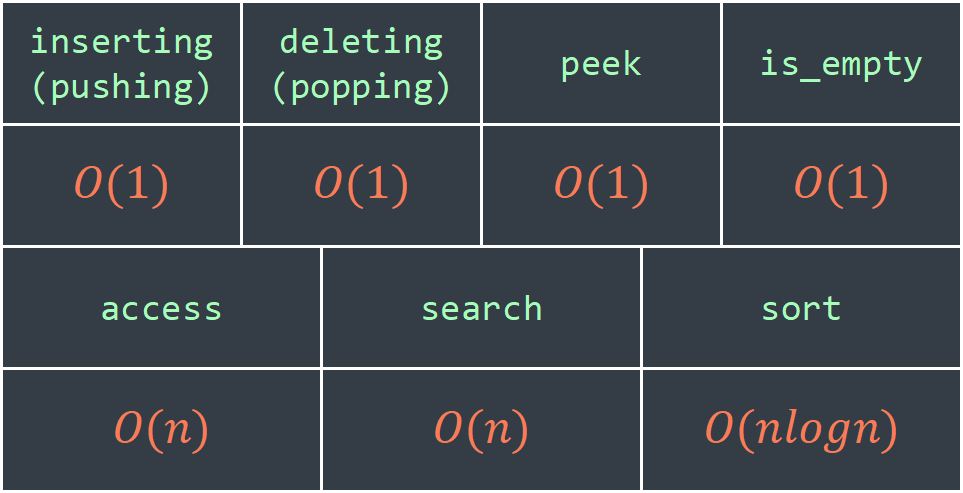 inserting
(pushing)
deleting
(popping)
peek
is_empty
O(1)
O(1)
O(1)
O(1)
access
search
sort
O(n)
O(n)
O(nlogn)